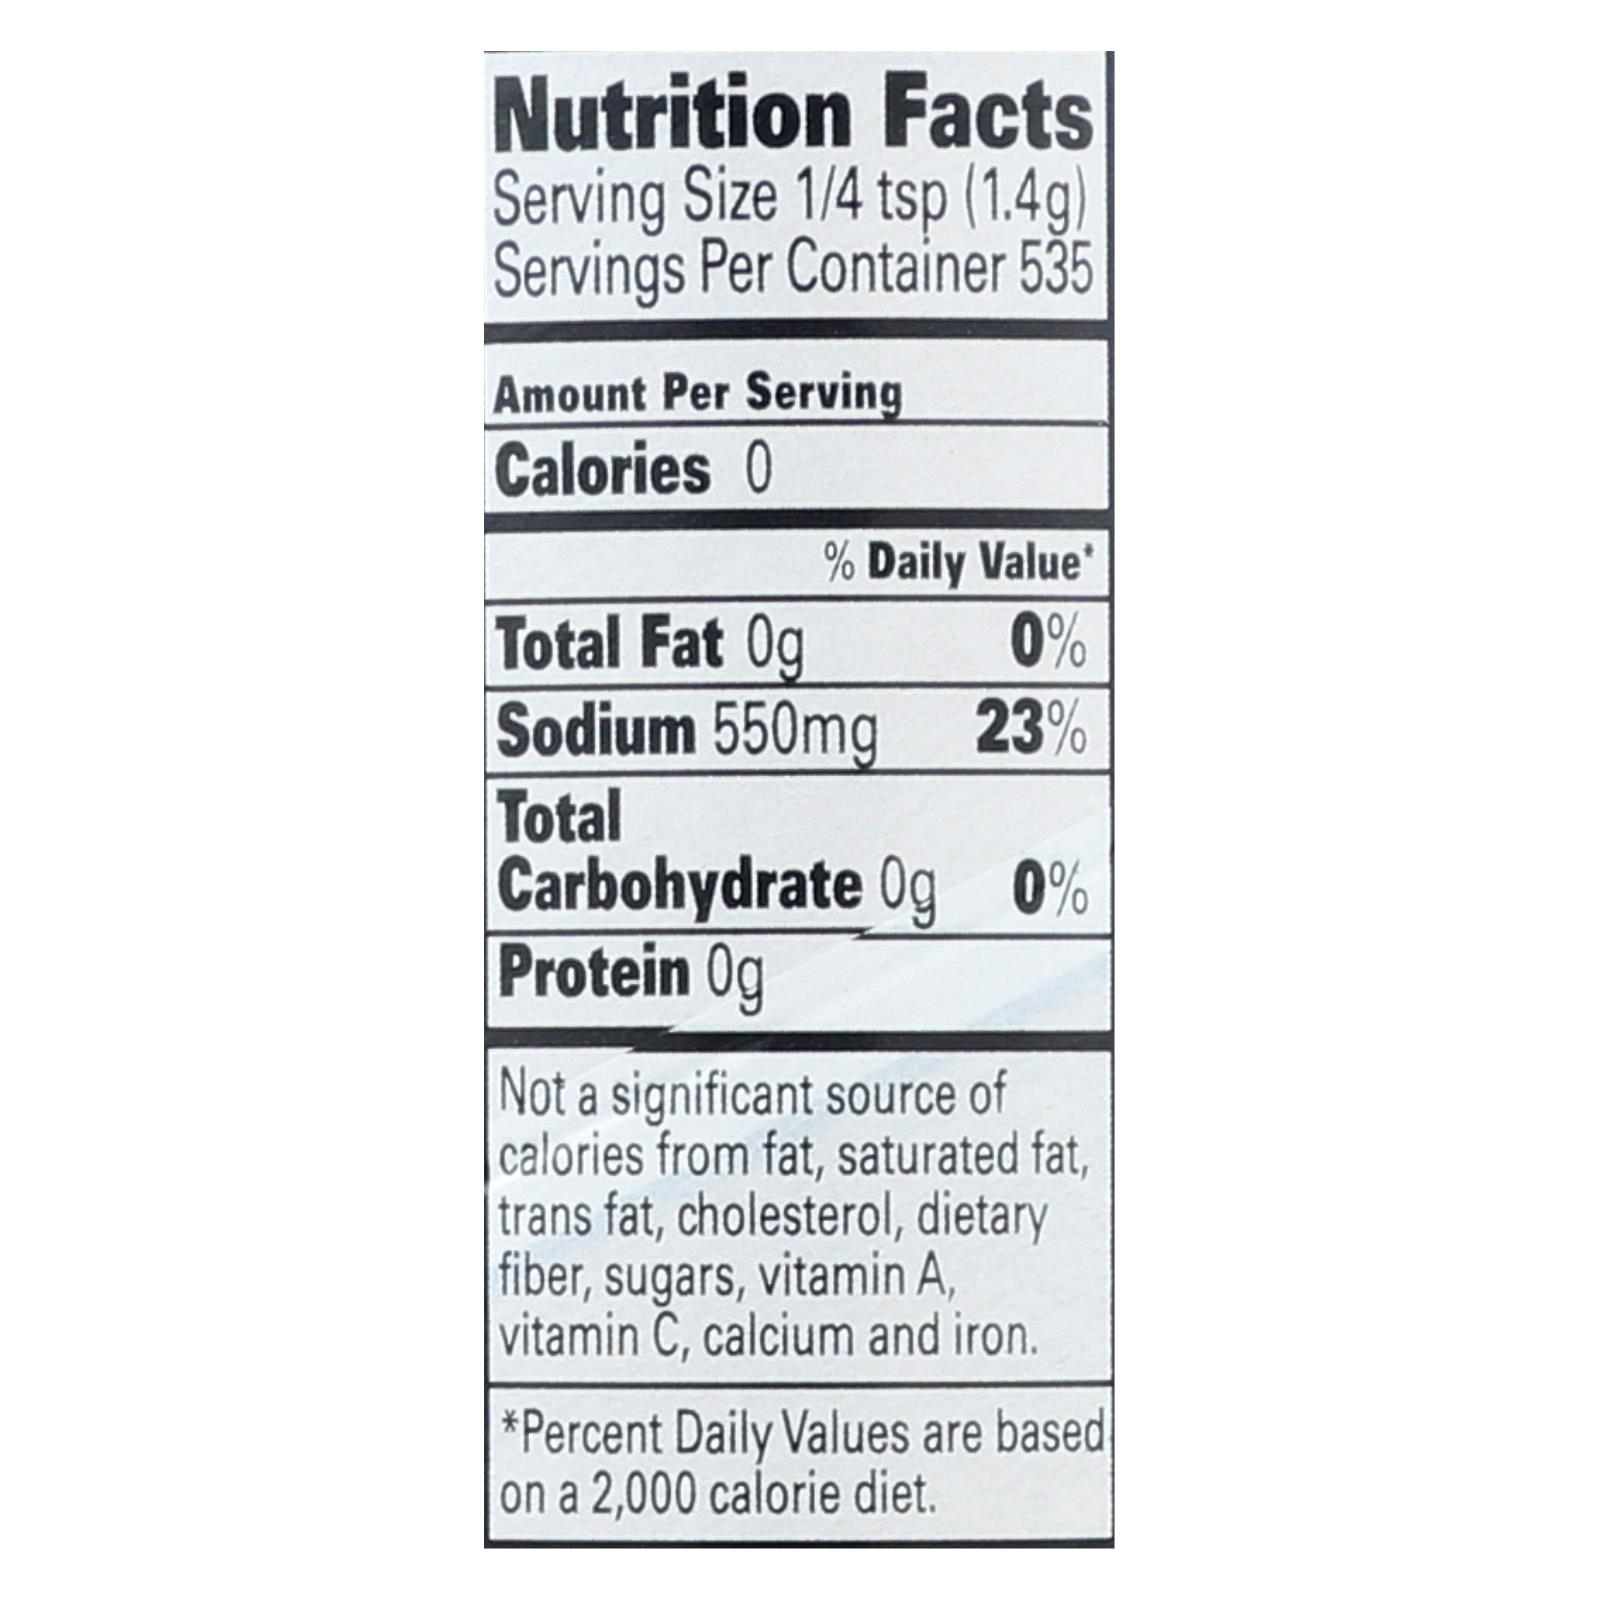 Nutrition Facts
Serving Size 1/4 tsp (1.4g)
Servings Per Container 535
Amount Per Serving
Calories 0
% Daily Value*
Total Fat 0g 0%
Sodium 550mg 23%
Total
Carbohydrate 0g 0%
Protein 0g
Not a significant source of
calories from fat, saturated fat,
trans fat, cholesterol, dietary
fiber, sugars, vitamin A,
vitamin C, calcium and iron.
*Percent Daily Values are based
on a 2,000 calorie diet.